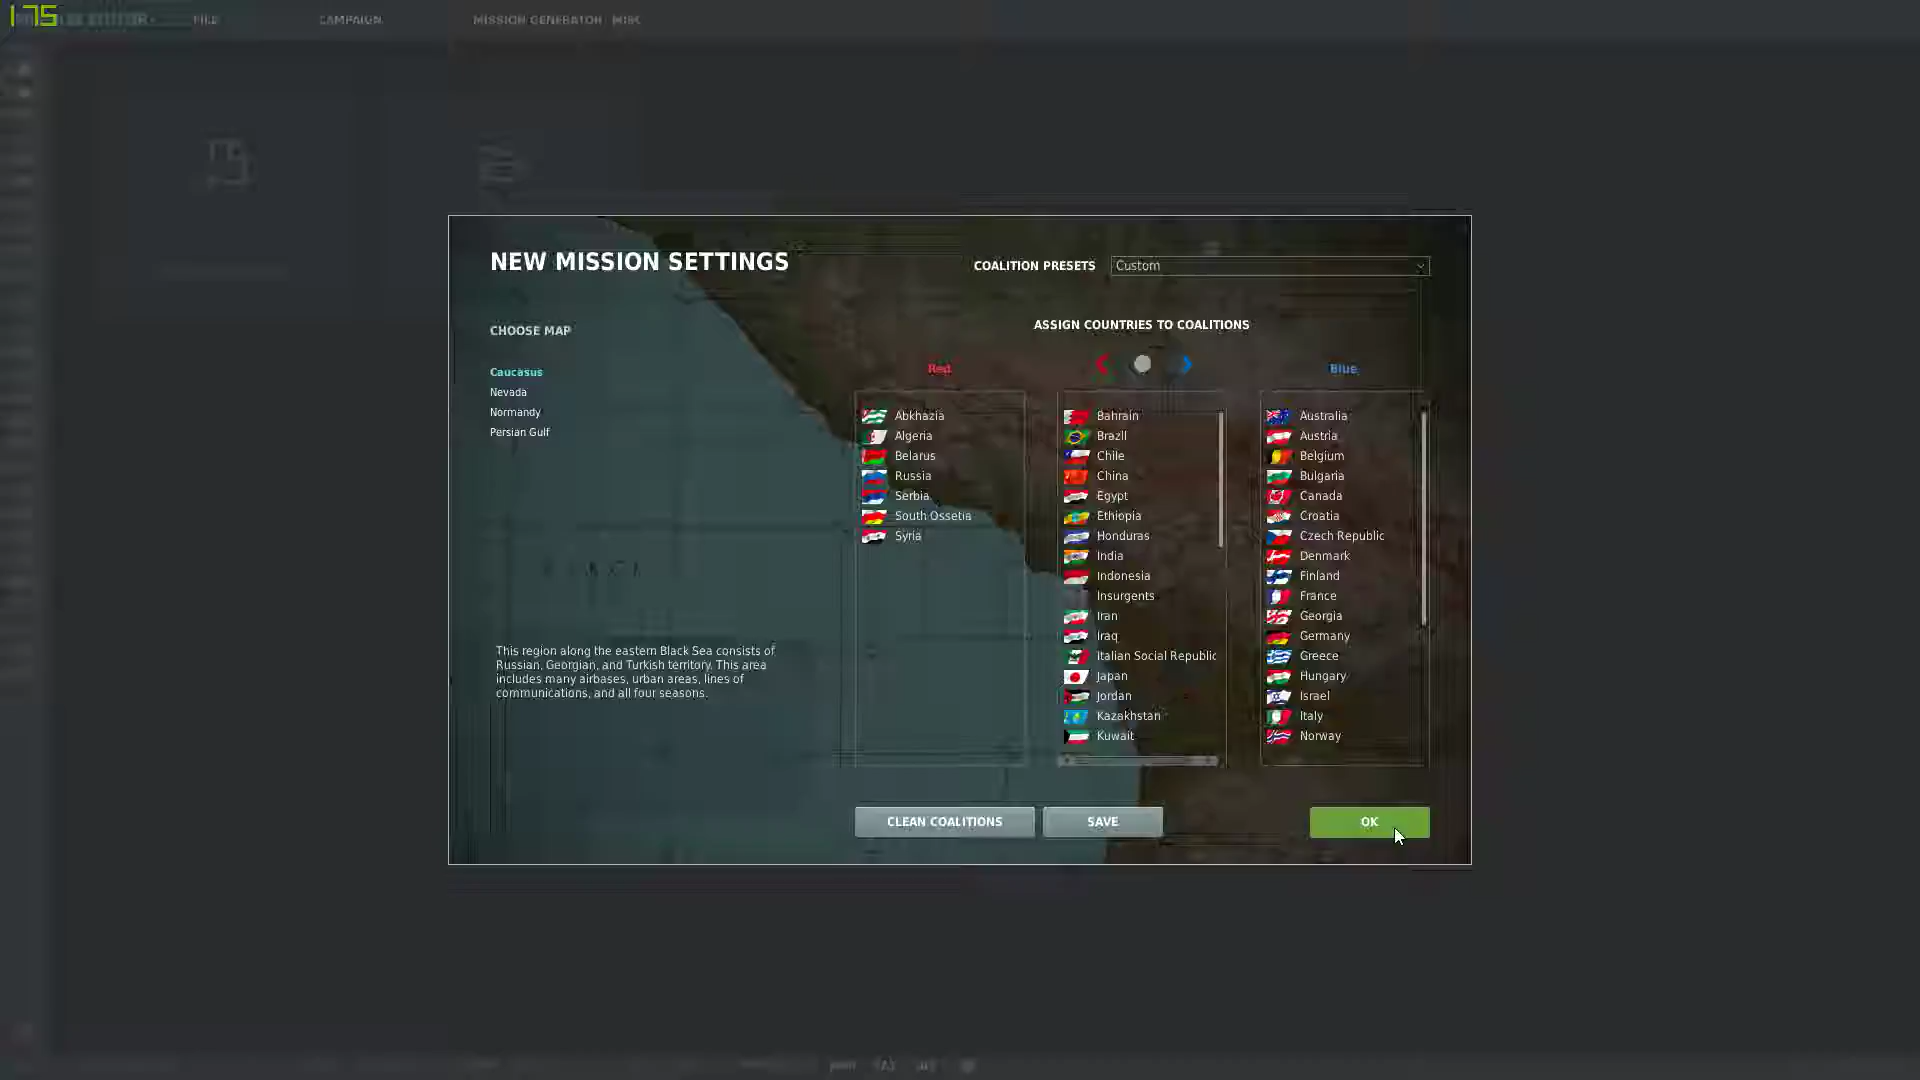 175
FILE
CAMPAIGN
MISSION GENERATOR
MISC
NEW MISSION SETTINGS
COALITION PRESETS
Custom
CHOOSE MAP
Caucasus
Nevada
Normandy
Persian Gulf
This region along the eastern Black Sea consists of
Russian, Georgian, and Turkish territory. This area
includes many airbases, urban areas, lines of
communications, and all four seasons.
ASSIGN COUNTRIES TO COALITIONS
Red
Blue
Abkhazia
Algeria
Belarus
Russia
Serbia
South Ossetia
Syria
Bahrain
Brazil
Chile
China
Egypt
Ethiopia
Honduras
India
Indonesia
Insurgents
Iran
Iraq
Italian Social Republic
Japan
Jordan
Kazakhstan
Kuwait
Australia
Austria
Belgium
Bulgaria
Canada
Croatia
Czech Republic
Denmark
Finland
France
Georgia
Germany
Greece
Hungary
Israel
Italy
Norway
CLEAN COALITIONS
SAVE
OK